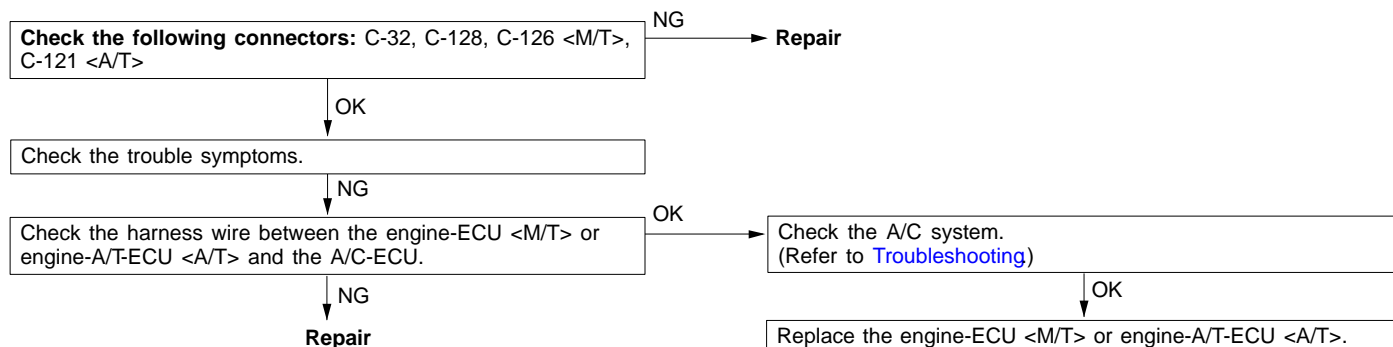 NG
Check the following connectors: C-32, C-128, C-126 <M/T>,
C-121 <A/T>
Repair
OK
Check the trouble symptoms.
NG
Check the harness wire between the engine-ECU <M/T> or
engine-A/T-ECU <A/T> and the A/C-ECU.
OK
Check the A/C system.
(Refer to Troubleshooting.)
NG
OK
Repair
Replace the engine-ECU <M/T> or engine-A/T-ECU <A/T>.